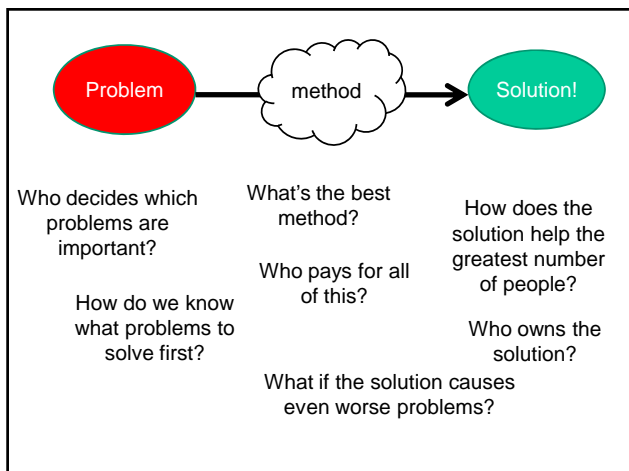 Problem
method
Solution!
Who decides which
problems are
important?
How do we know
what problems to
solve first?
What's the best
method?
Who pays for all
of this?
What if the solution causes
even worse problems?
How does the
solution help the
greatest number
of people?
Who owns the
solution?